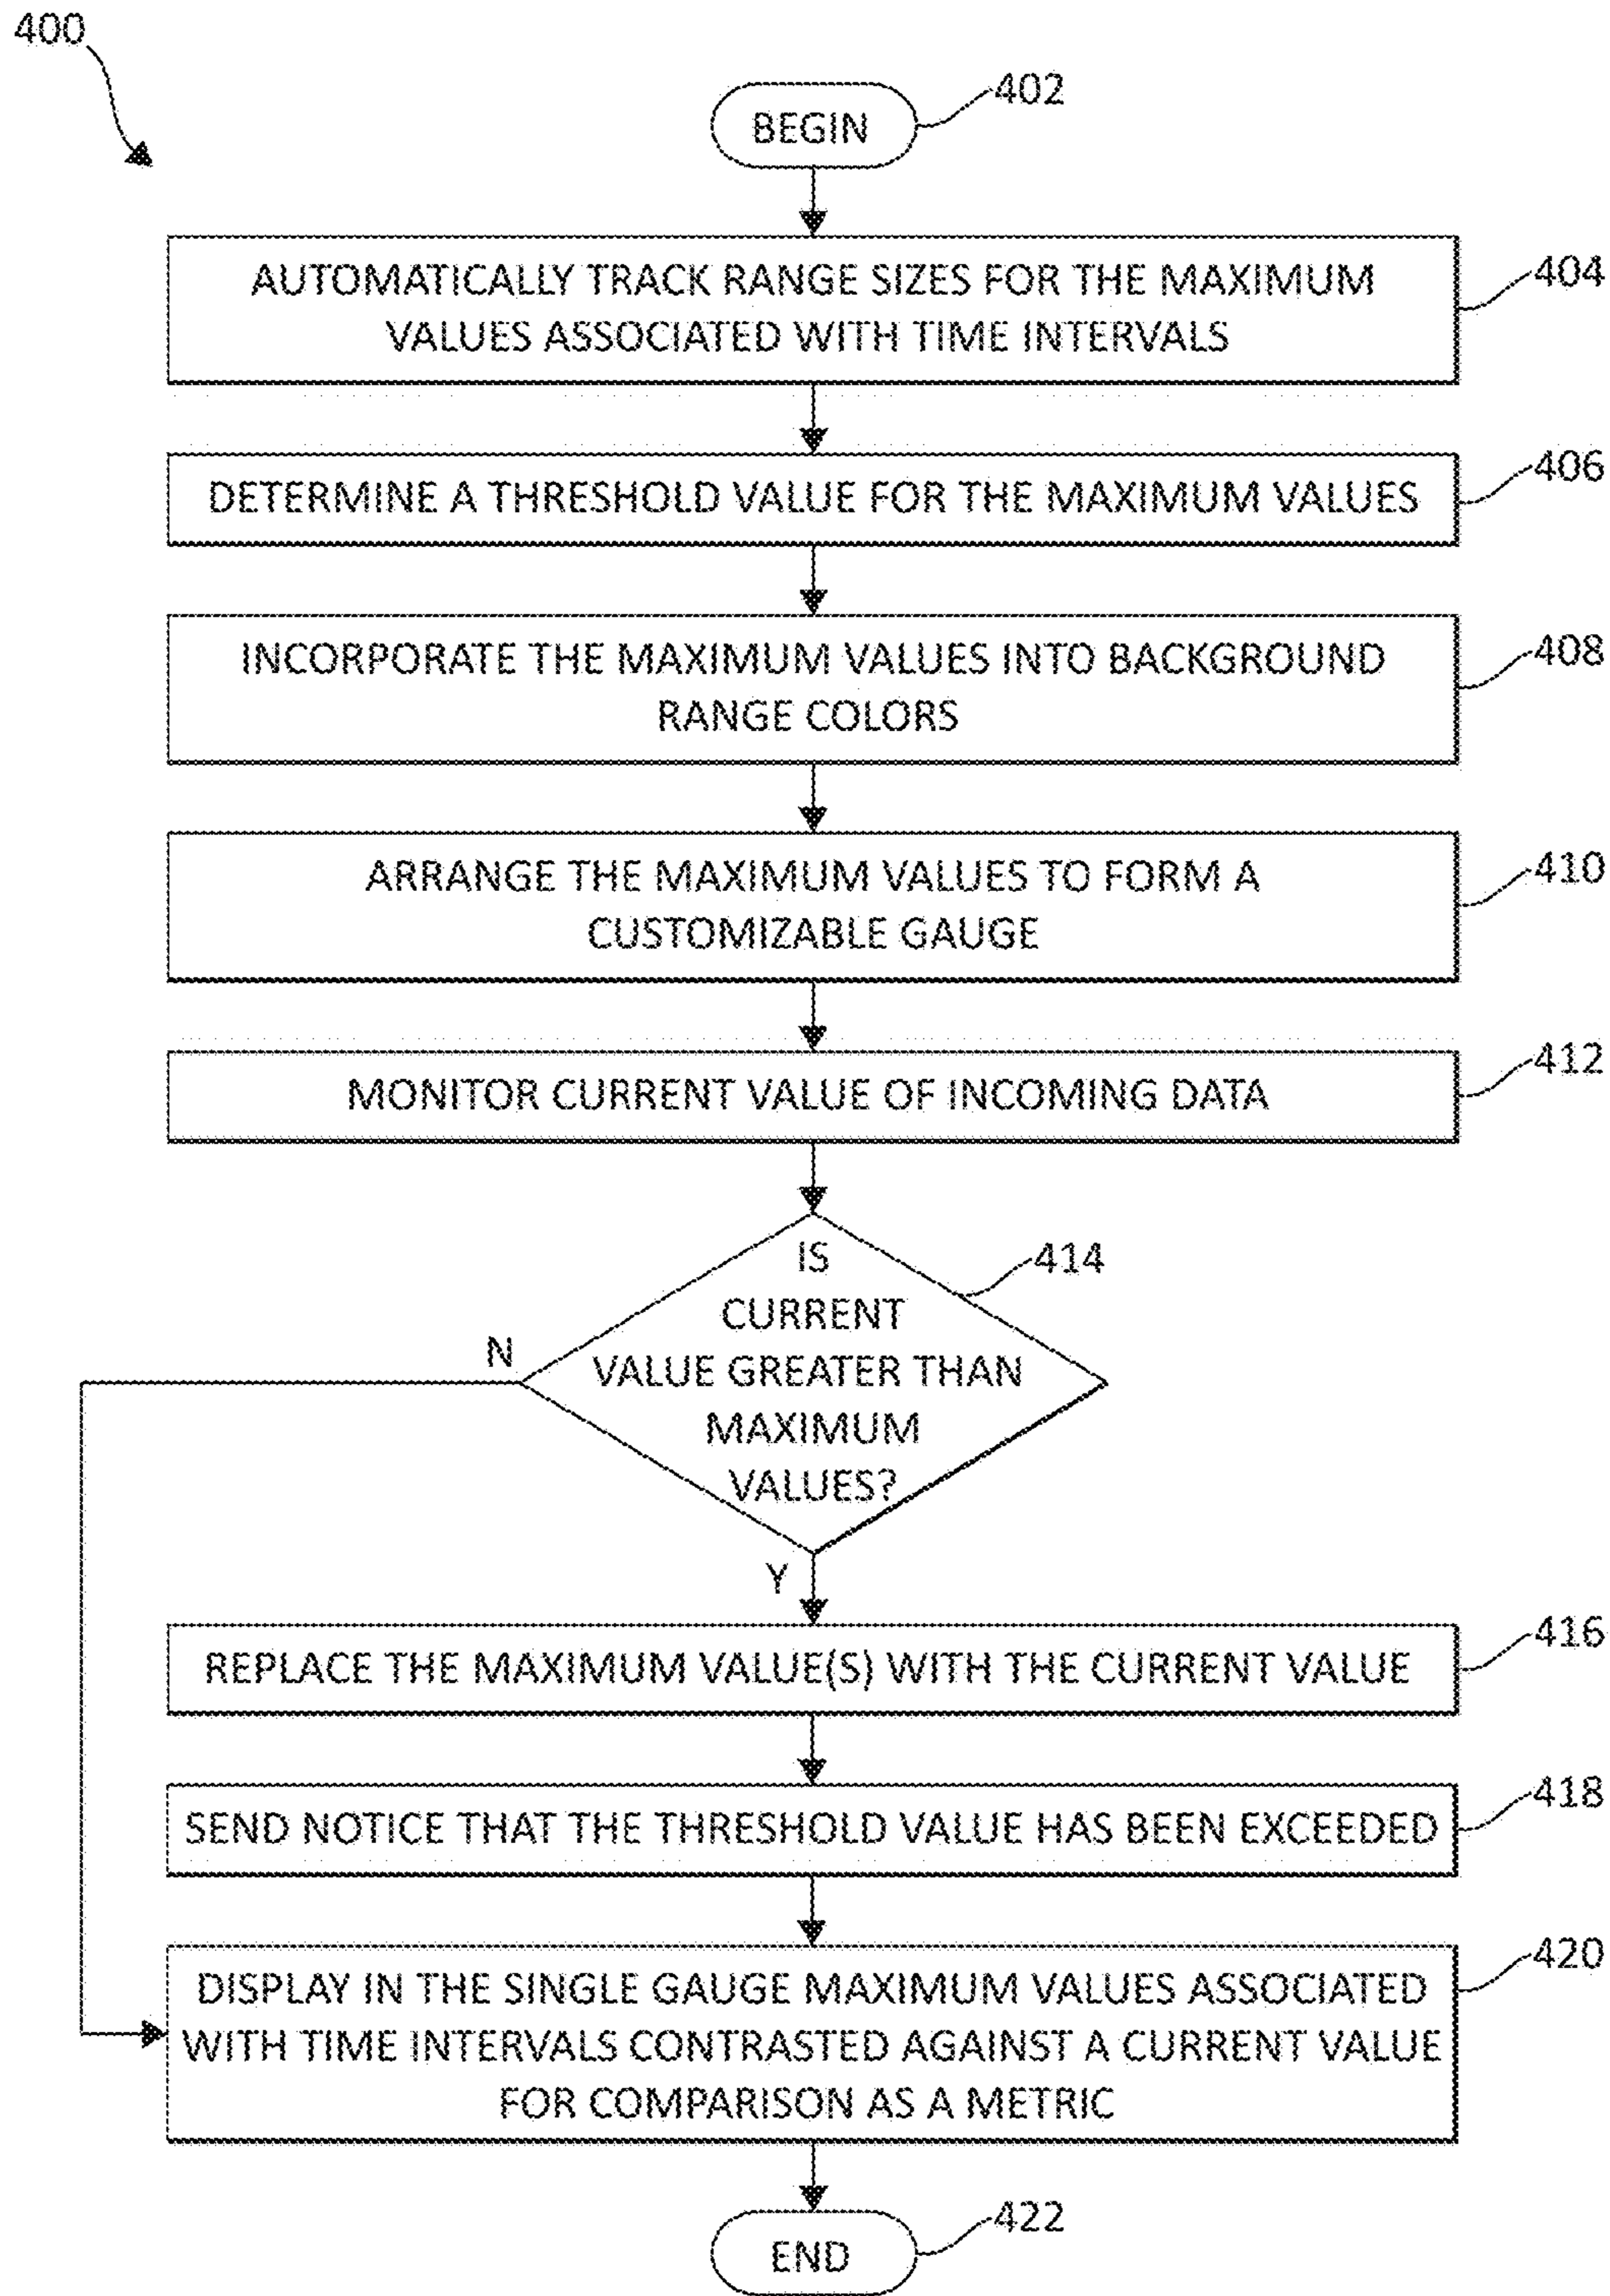 400
BEGIN
402
AUTOMATICALLY TRACK RANGE SIZES FOR THE MAXIMUM
VALUES ASSOCIATED WITH TIME INTERVALS
404
DETERMINE A THRESHOLD VALUE FOR THE MAXIMUM VALUES
406
INCORPORATE THE MAXIMUM VALUES INTO BACKGROUND
RANGE COLORS
408
ARRANGE THE MAXIMUM VALUES TO FORM A
CUSTOMIZABLE GAUGE
410
MONITOR CURRENT VALUE OF INCOMING DATA
412
IS
CURRENT
VALUE GREATER THAN
MAXIMUM
VALUES?
414
N
Y
REPLACE THE MAXIMUM VALUE(S) WITH THE CURRENT VALUE
416
SEND NOTICE THAT THE THRESHOLD VALUE HAS BEEN EXCEEDED
418
DISPLAY IN THE SINGLE GAUGE MAXIMUM VALUES ASSOCIATED
WITH TIME INTERVALS CONTRASTED AGAINST A CURRENT VALUE
FOR COMPARISON AS A METRIC
420
END
422